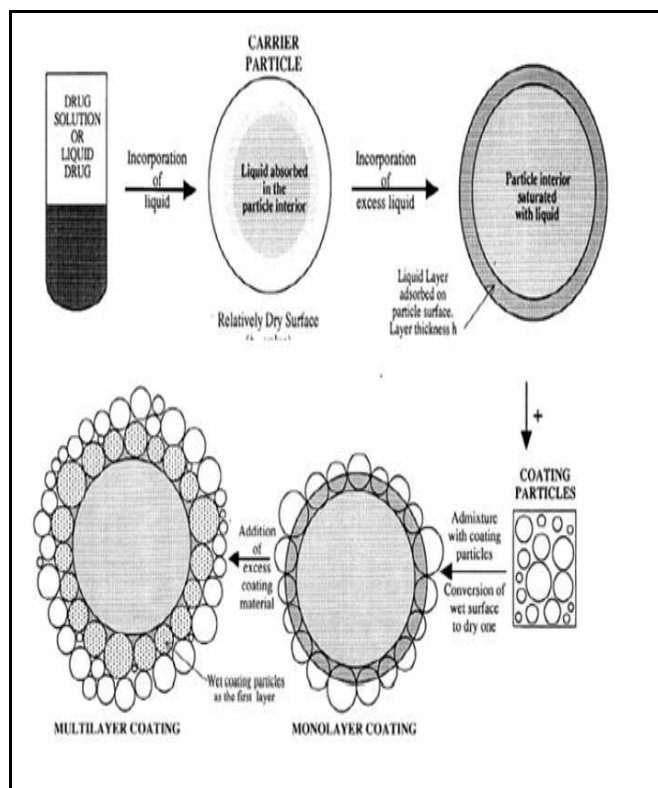 CARRIER
PARTICLE
DRUG
SOLUTION
OR
LIQUID
DRUG
Incorporation
of
liquid
Liquid absorbed
in the
particle interior
Incorporation
of
excess liquid
Particle interior
saturated
with liquid
Relatively Dry Surface
Liquid Layer
adsorbed on
particle surface.
Layer thickness h
+
COATING
PARTICLES
Admixture
with coating
particles
Conversion of
wet surface
to dry one
Addition
of
excess
coating
material
Wet coating particles
as the first layer
MULTILAYER COATING
MONOLAYER COATING